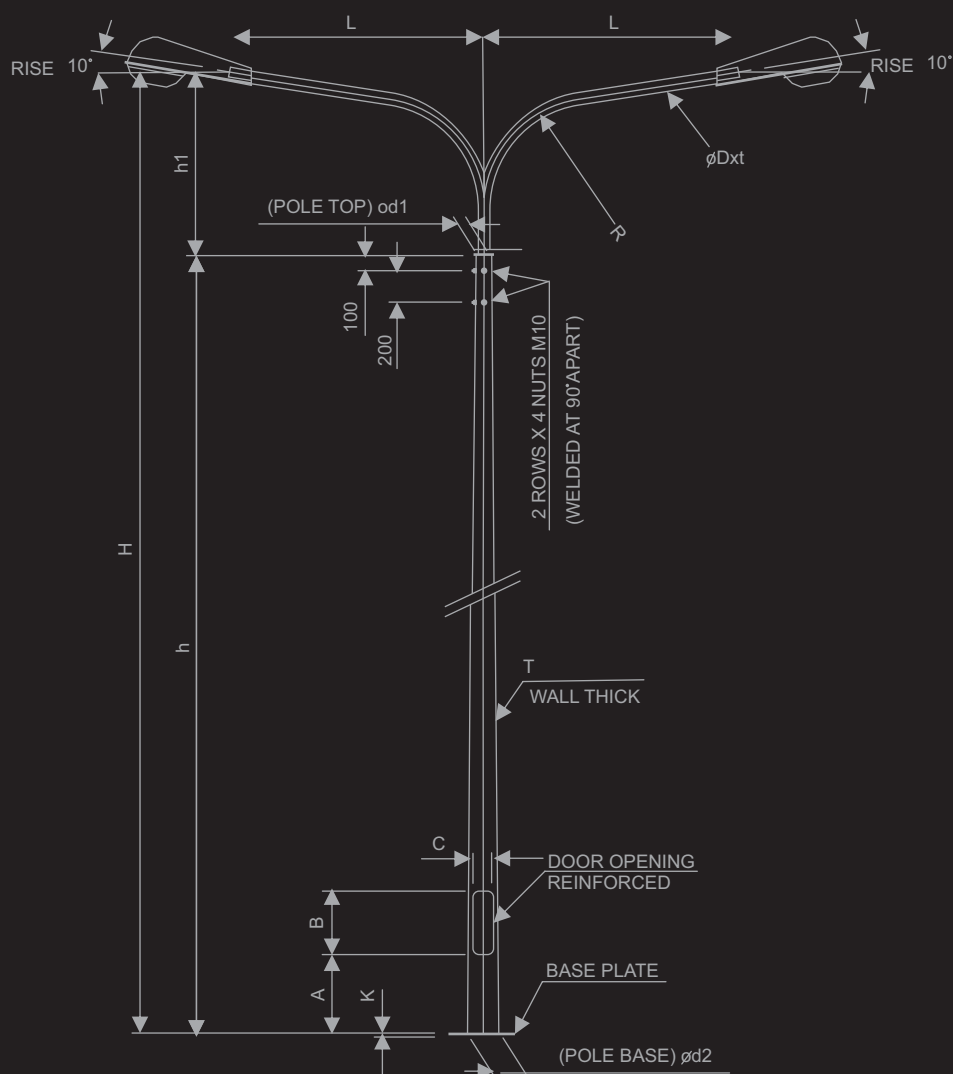 L
L
RISE 10°
RISE 10°
h1
øDxt
(POLE TOP) od1
R
100
200
2 ROWS X 4 NUTS M10
(WELDED AT 90°APART)
H
h
T
WALL THICK
C
DOOR OPENING
REINFORCED
B
A
K
BASE PLATE
(POLE BASE) ød2